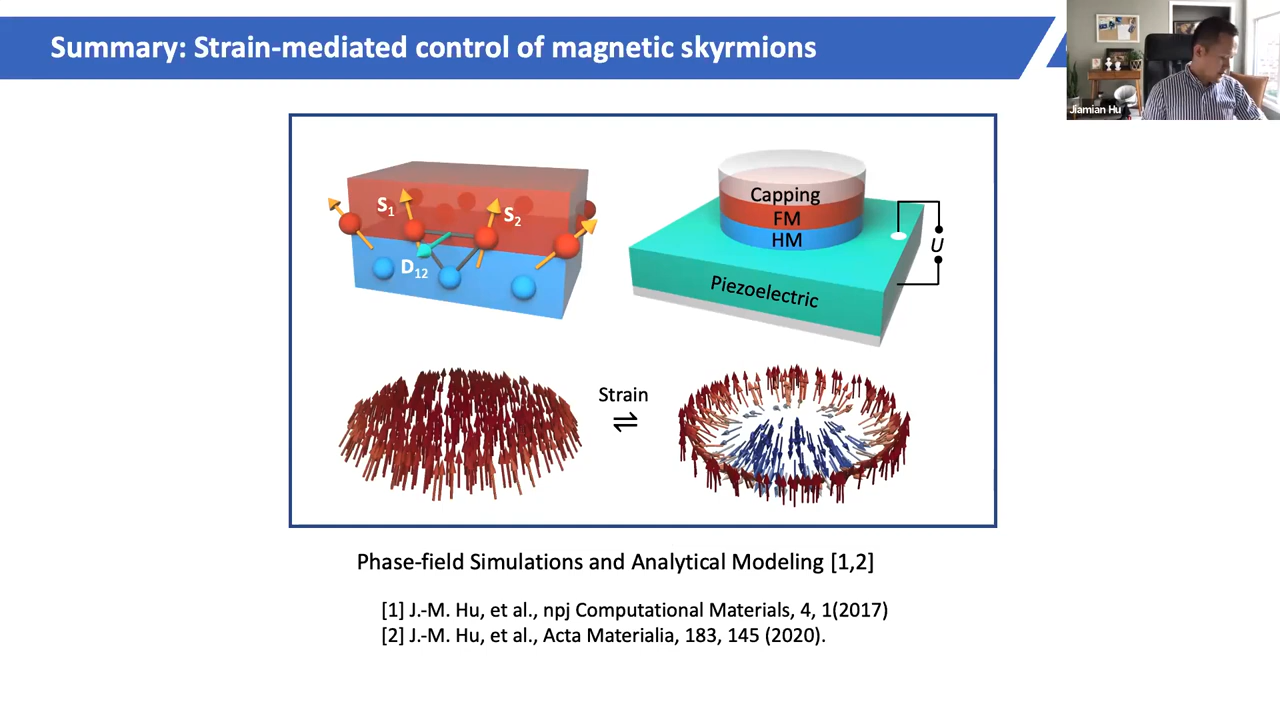 Summary: Strain-mediated control of magnetic skyrmions
Jiamian Hu
S1
S2
D12
Capping
FM
HM
Piezoelectric
U
Strain
⇌
Phase-field Simulations and Analytical Modeling [1,2]
[1] J.-M. Hu, et al., npj Computational Materials, 4, 1(2017)
[2] J.-M. Hu, et al., Acta Materialia, 183, 145 (2020).